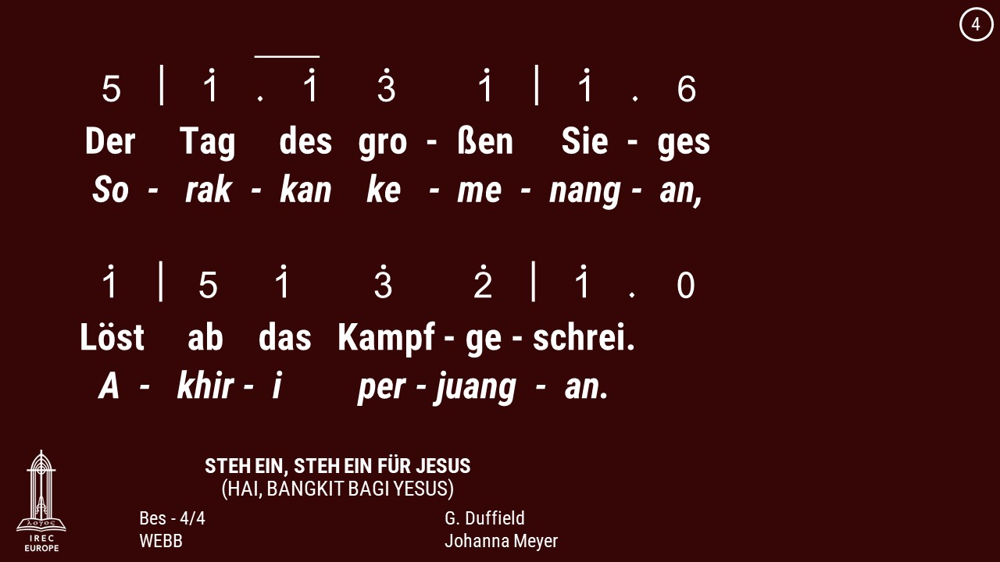 4
5 | 1̇ . 1̇ 3̇ 1̇ | 1̇ . 6
Der Tag des gro - ßen Sie - ges
So - rak - kan ke - me - nang - an,
1̇ | 5 1̇ 3̇ 2̇ | 1̇ . 0
Löst ab das Kampf - ge - schrei.
A - khir - i per - juang - an.
STEH EIN, STEH EIN FÜR JESUS
(HAI, BANGKIT BAGI YESUS)
Bes - 4/4 G. Duffield
WEBB Johanna Meyer
λόγος
IREC
EUROPE